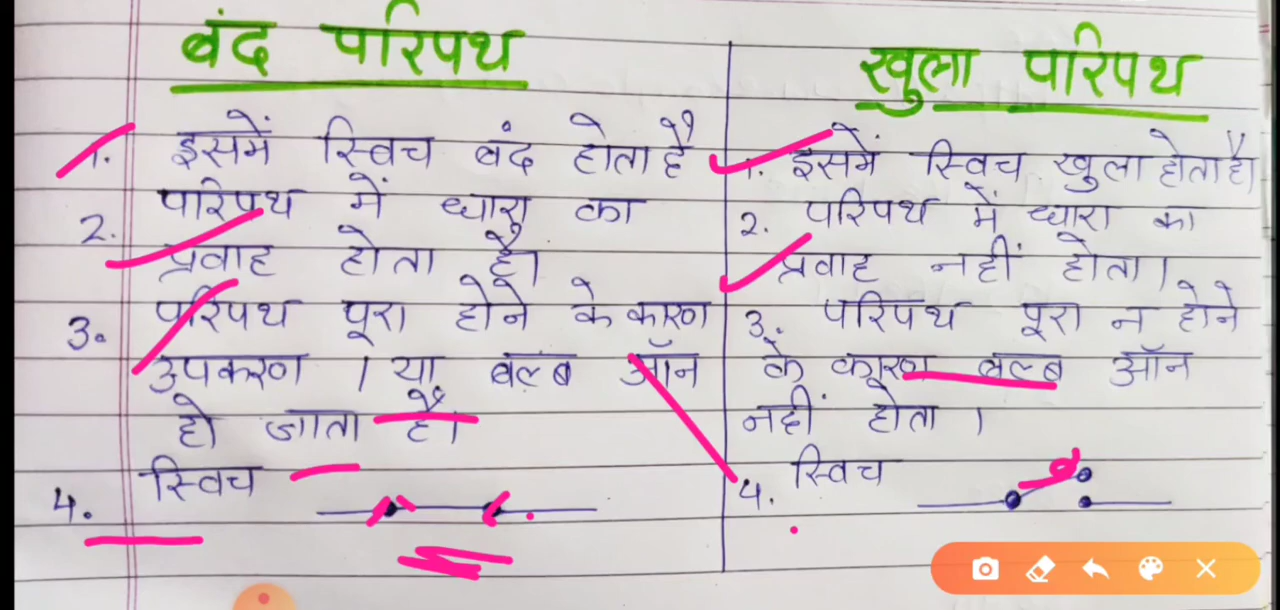 बंद परिपथ
1. इसमें स्विच बंद होता है
2. परिपथ में धारा का
प्रवाह होता है।
3. परिपथ पूरा होने के कारण
उपकरण / या बल्ब ऑन
हो जाता है।
4. स्विच
खुला परिपथ
1. इसमें स्विच खुला होता है।
2. परिपथ में धारा का
प्रवाह नहीं होता।
3. परिपथ पूरा न होने
के कारण बल्ब ऑन
नहीं होता।
4. स्विच